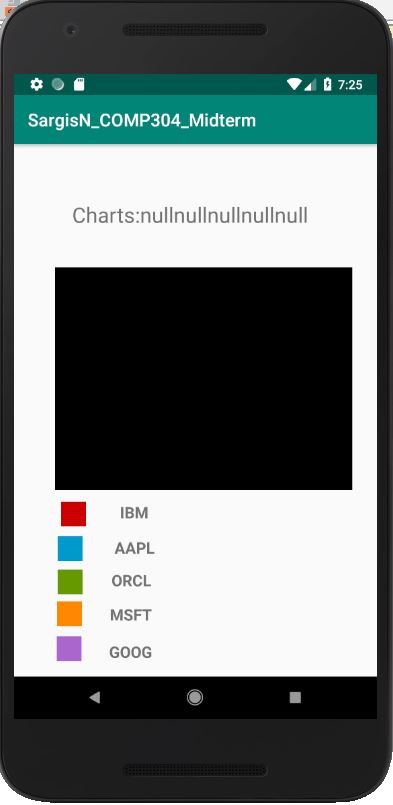 7:25
SargisN_COMP304_Midterm
Charts:nullnullnullnullnull
IBM
AAPL
ORCL
MSFT
GOOG